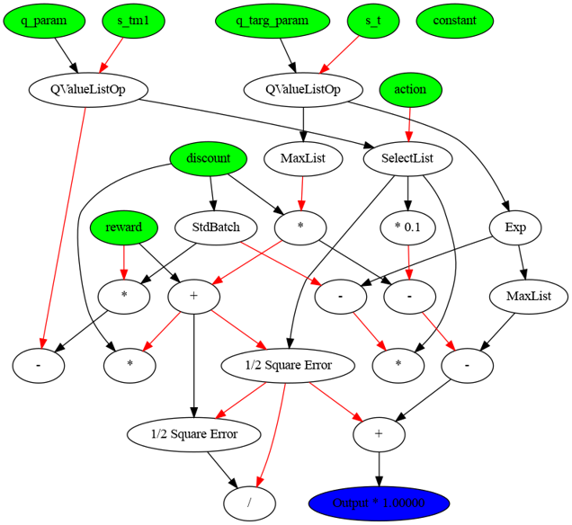 q_param
s_tm1
q_targ_param
s_t
constant
QValueListOp
QValueListOp
action
discount
MaxList
SelectList
reward
StdBatch
*
* 0.1
Exp
*
+
-
-
MaxList
-
*
1/2 Square Error
*
-
1/2 Square Error
+
/
Output * 1.00000